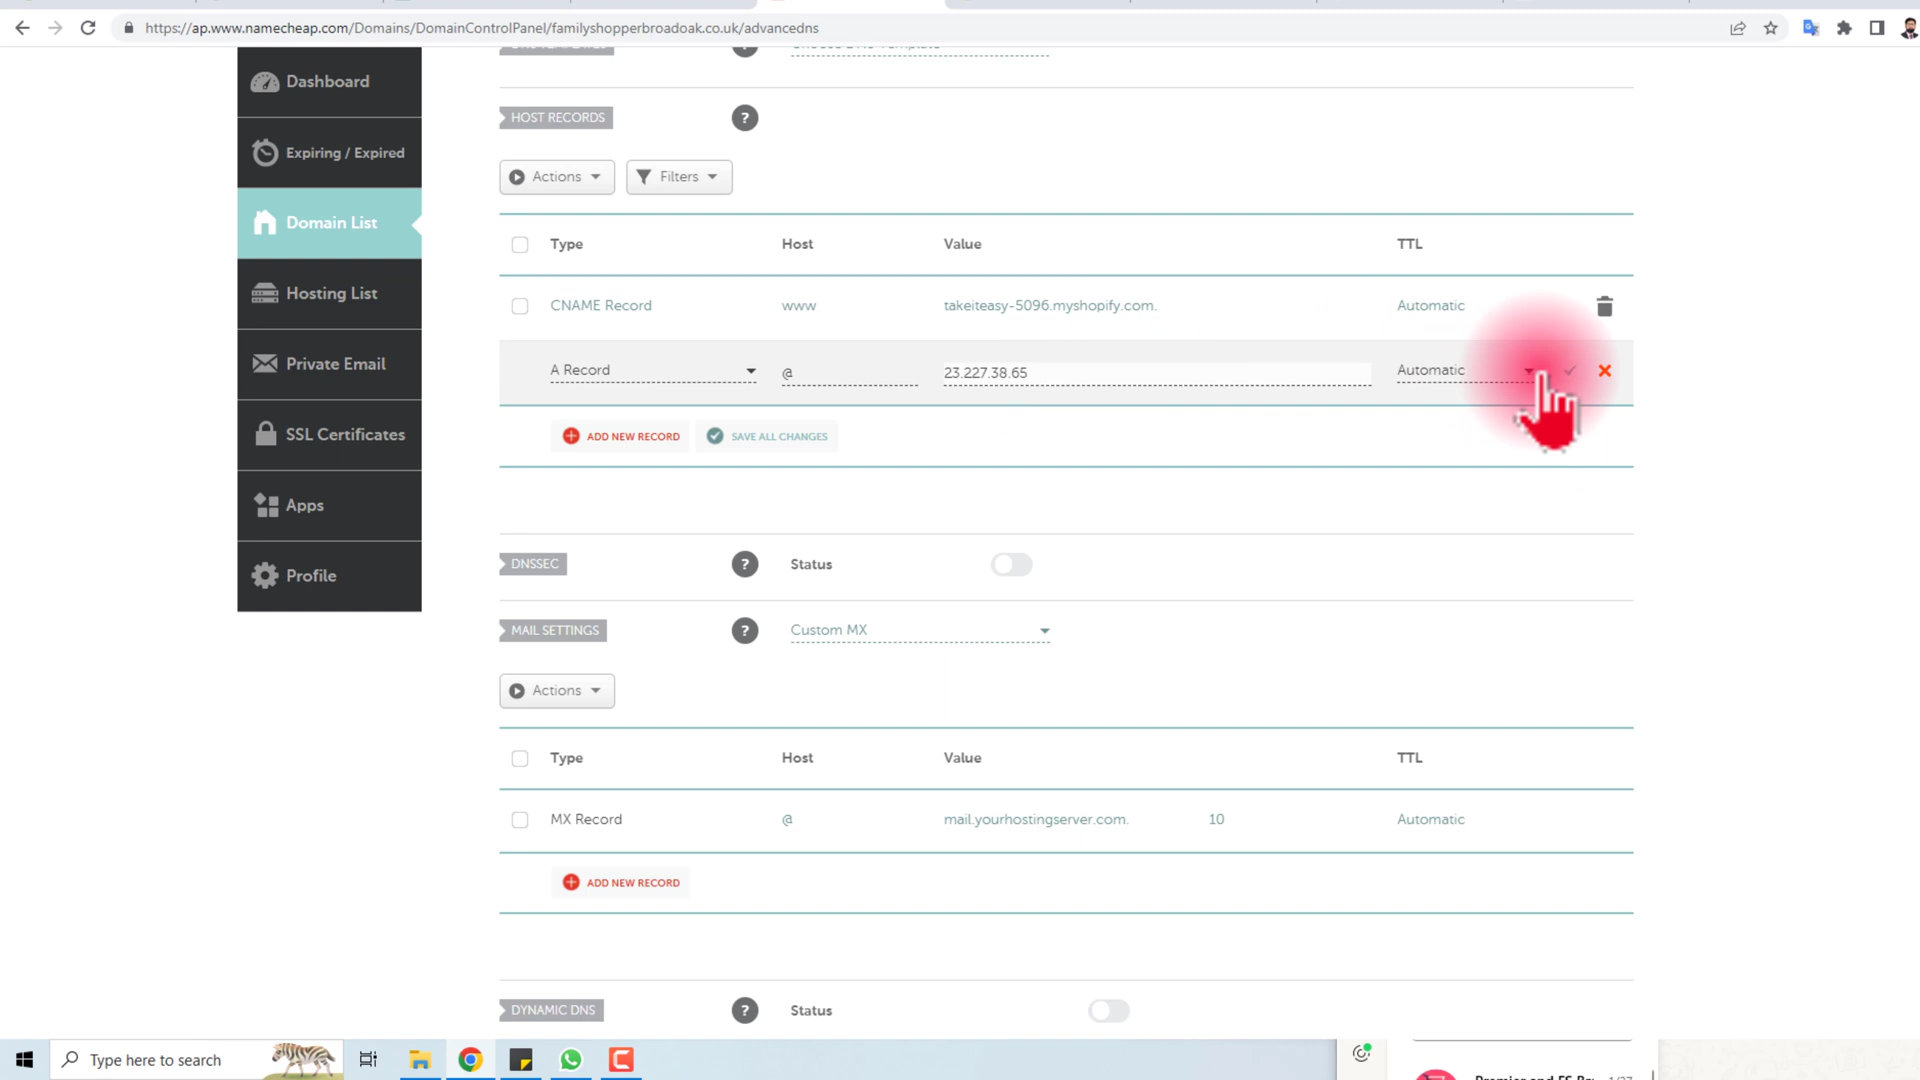 https://ap.www.namecheap.com/Domains/DomainControlPanel/familyshopperbroadoak.co.uk/advancedns
Dashboard
Expiring / Expired
Domain List
Hosting List
Private Email
SSL Certificates
Apps
Profile
HOST RECORDS ?
Actions Filters
Type Host Value TTL
CNAME Record www takeiteasy-5096.myshopify.com. Automatic
A Record @ 23.227.38.65 Automatic
ADD NEW RECORD SAVE ALL CHANGES
DNSSEC ? Status
MAIL SETTINGS ? Custom MX
Actions
Type Host Value TTL
MX Record @ mail.yourhostingserver.com. 10 Automatic
ADD NEW RECORD
DYNAMIC DNS ? Status
Type here to search